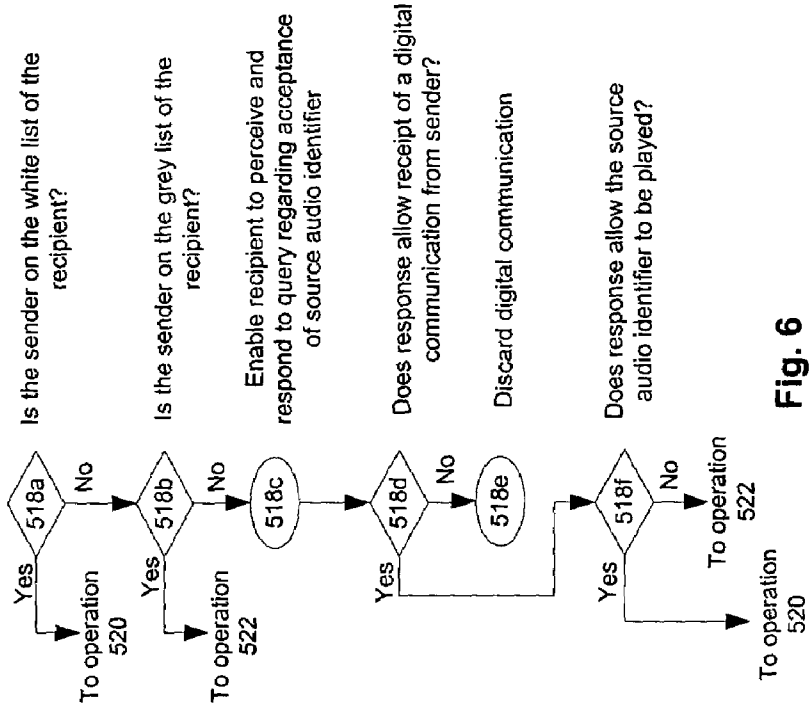 Is the sender on the white list of the
recipient?
518a
Yes
No
To operation
520
Is the sender on the grey list of the
recipient?
518b
Yes
No
To operation
522
Enable recipient to perceive and
respond to query regarding acceptance
of source audio identifier
518c
Does response allow receipt of a digital
communication from sender?
518d
Yes
No
Discard digital communication
518e
Does response allow the source
audio identifier to be played?
518f
Yes
No
To operation
522
To operation
520
Fig. 6